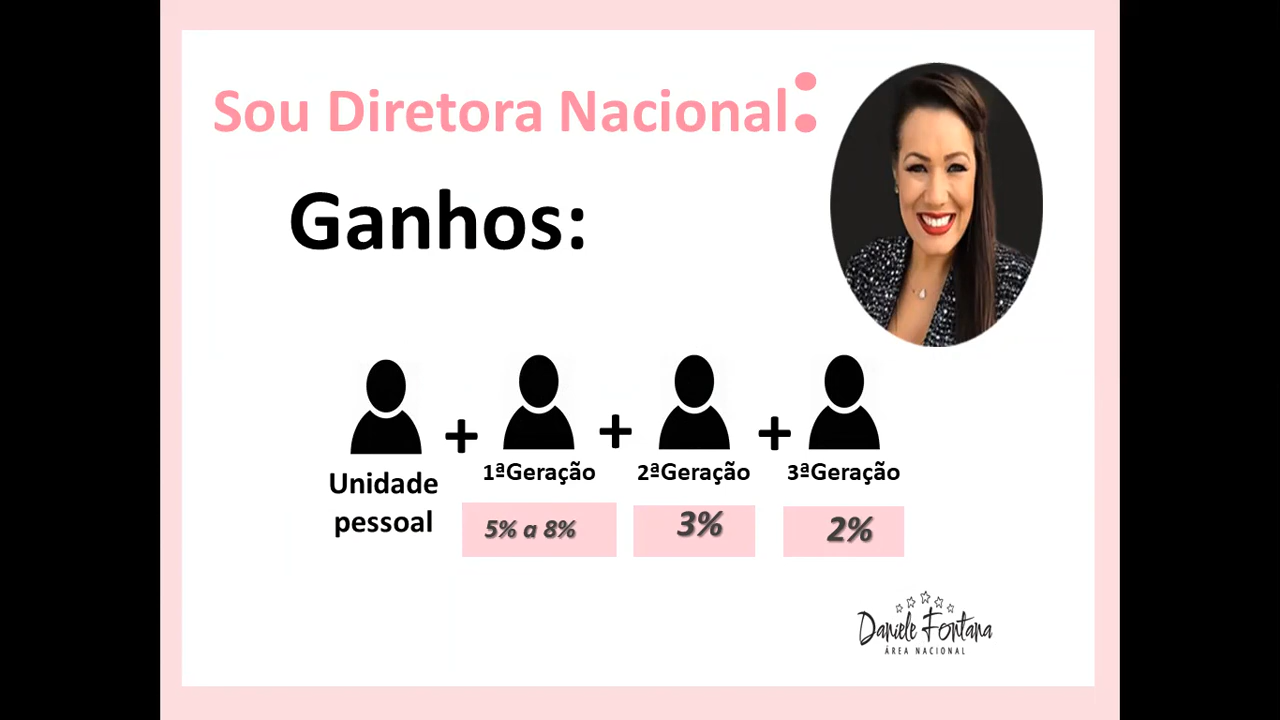 Sou Diretora Nacional:
Ganhos:
+ + +
Unidade pessoal
1ªGeração 2ªGeração 3ªGeração
5% a 8% 3% 2%
Daniele Fontana
ÁREA NACIONAL